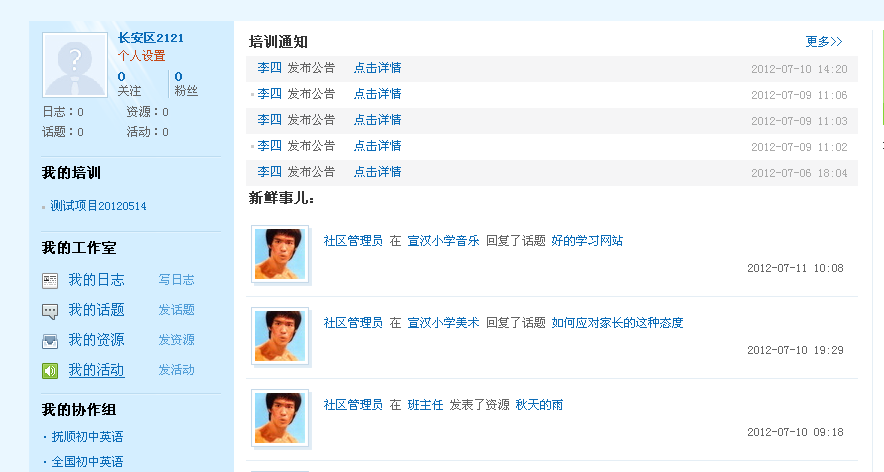 长安区2121
个人设置
0 0
关注 粉丝
日志：0 资源：0
话题：0 活动：0
我的培训
测试项目20120514
我的工作室
我的日志 写日志
我的话题 发话题
我的资源 发资源
我的活动 发活动
我的协作组
· 抚顺初中英语
· 全国初中英语
培训通知 更多>>
李四 发布公告 点击详情 2012-07-10 14:20
李四 发布公告 点击详情 2012-07-09 11:06
李四 发布公告 点击详情 2012-07-09 11:03
李四 发布公告 点击详情 2012-07-09 11:02
李四 发布公告 点击详情 2012-07-06 18:04
新鲜事儿：
社区管理员 在 宣汉小学音乐 回复了话题 好的学习网站
2012-07-11 10:08
社区管理员 在 宣汉小学美术 回复了话题 如何应对家长的这种态度
2012-07-10 19:29
社区管理员 在 班主任 发表了资源 秋天的雨
2012-07-10 09:18